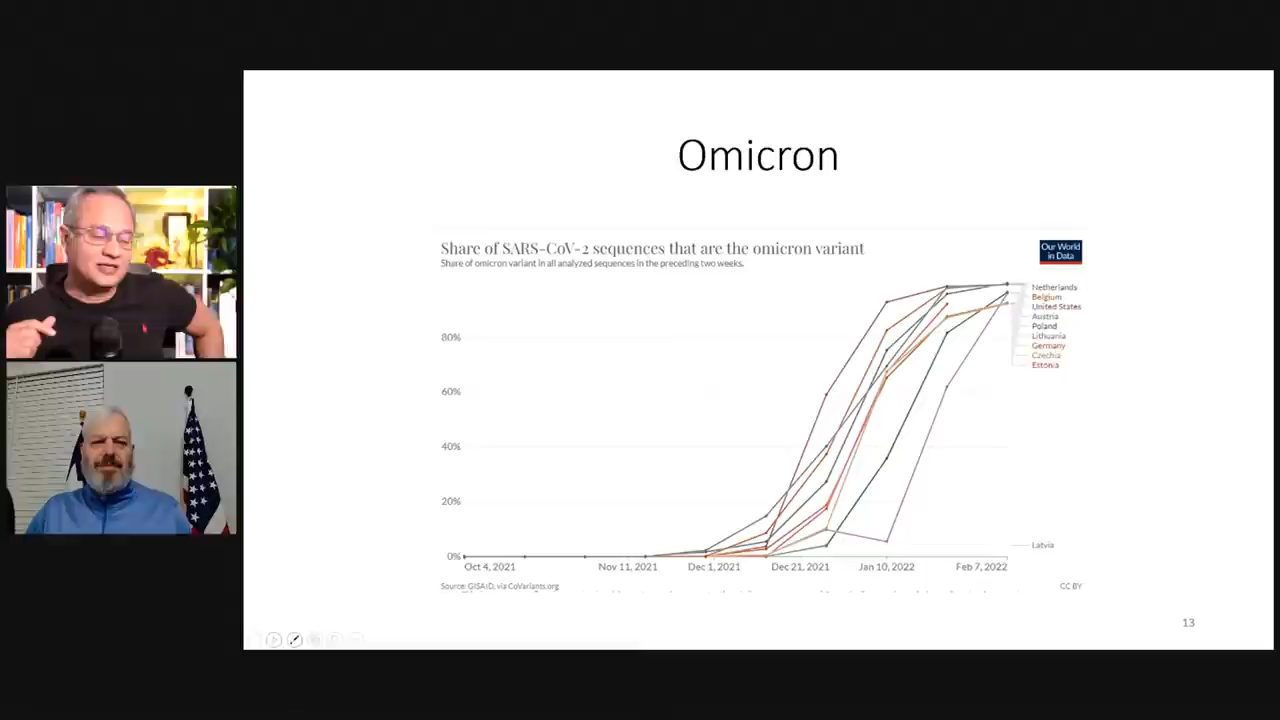 Omicron
Share of SARS-CoV-2 sequences that are the omicron variant
Share of omicron variant in all analyzed sequences in the preceding two weeks.
Our World
in Data
Netherlands
Belgium
United States
Austria
Poland
Lithuania
Germany
Czechia
Estonia
Latvia
80%
60%
40%
20%
0%
Oct 4, 2021
Nov 11, 2021
Dec 1, 2021
Dec 21, 2021
Jan 10, 2022
Feb 7, 2022
Source: GISAID, via CoVariants.org
CC BY
13